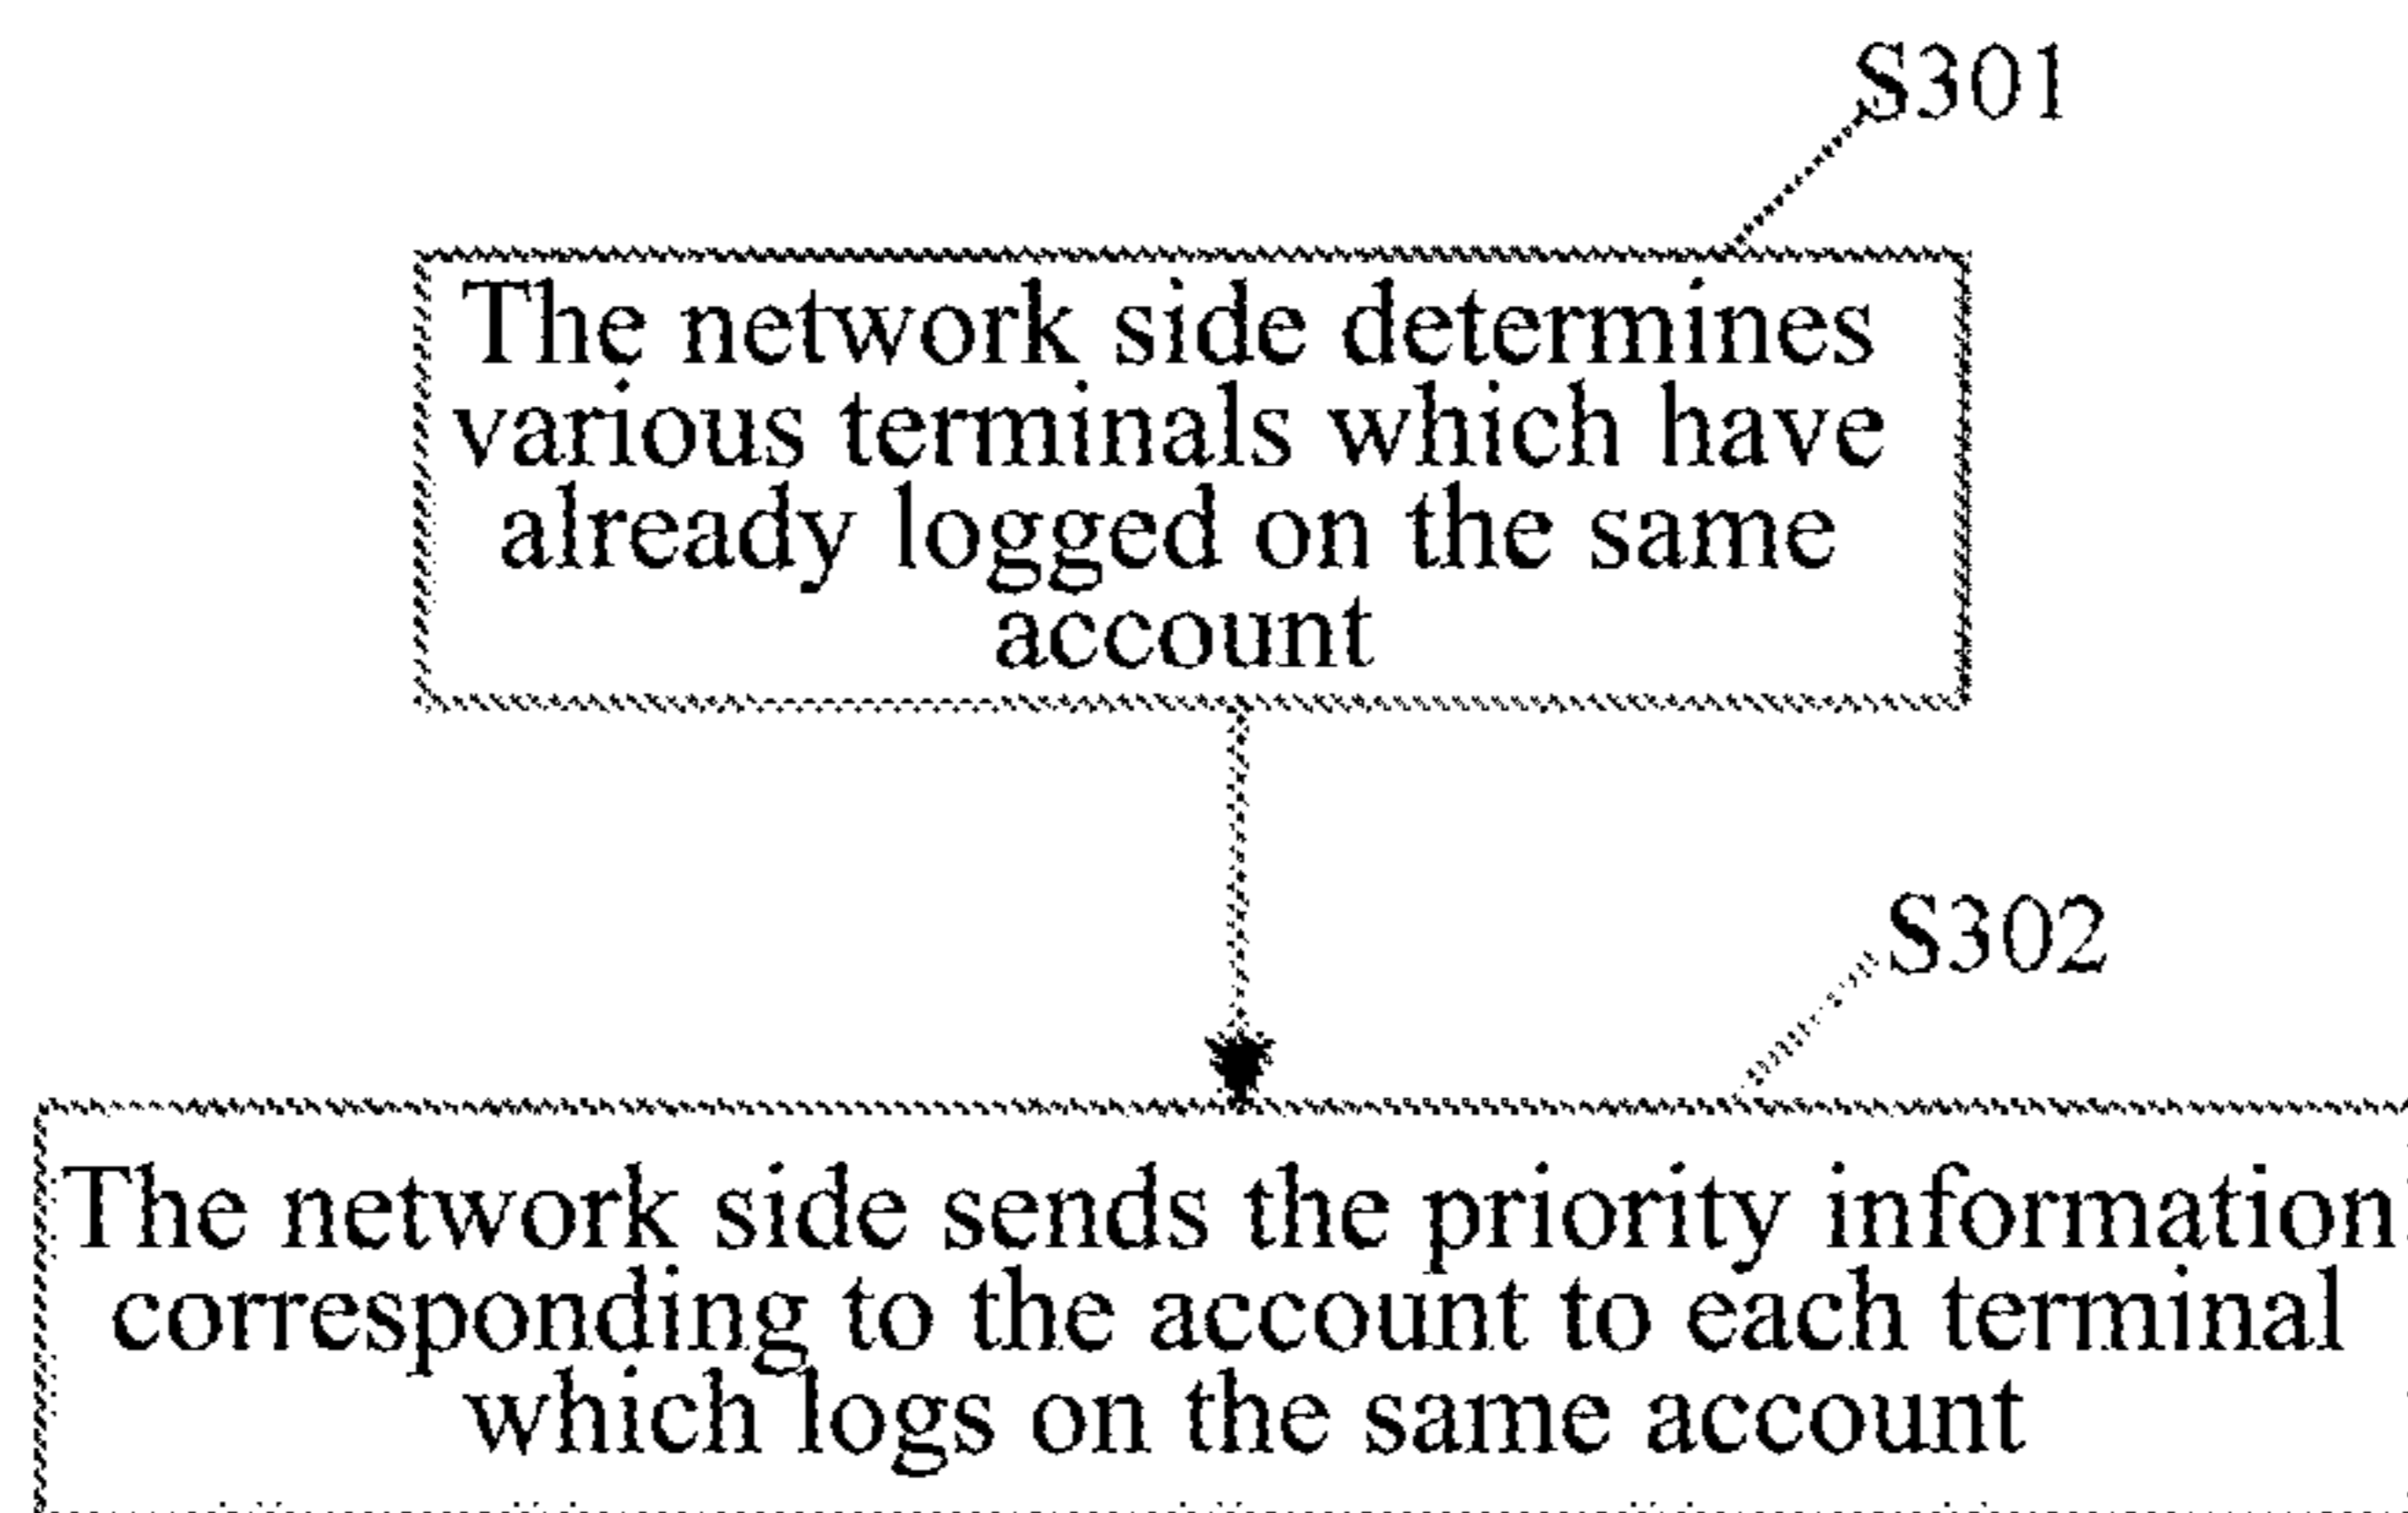 S301
The network side determines
various terminals which have
already logged on the same
account
S302
The network side sends the priority information
corresponding to the account to each terminal
which logs on the same account